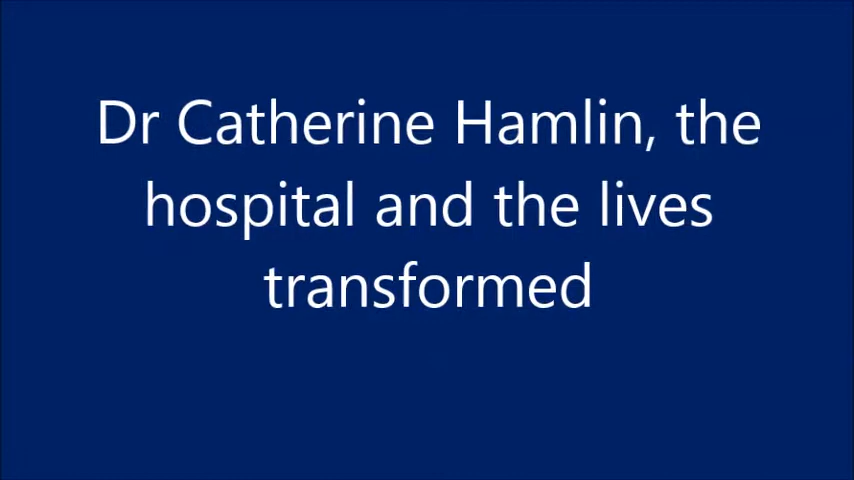 Dr Catherine Hamlin, the
hospital and the lives
transformed